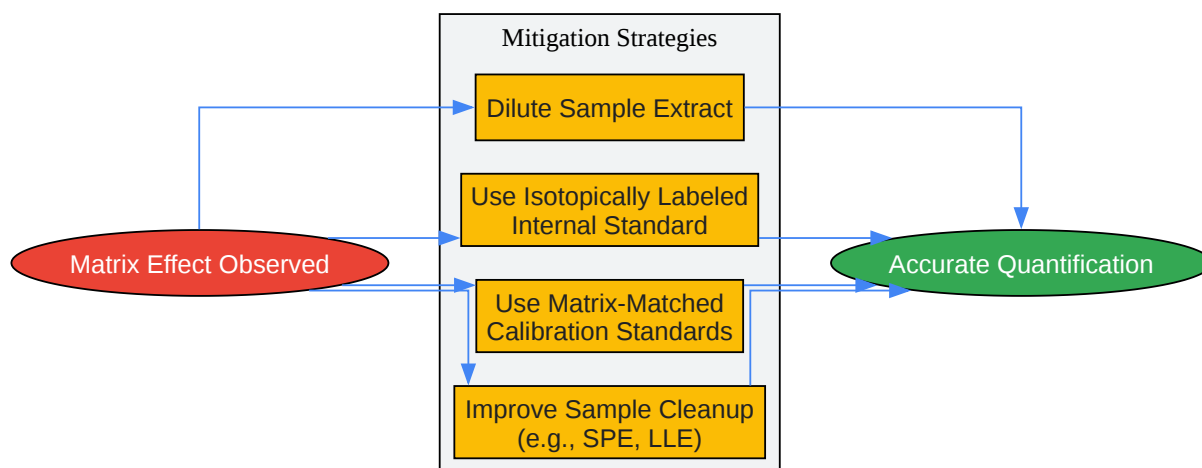 Mitigation Strategies
Dilute Sample Extract
Use Isotopically Labeled
Internal Standard
Matrix Effect Observed
Accurate Quantification
Use Matrix-Matched
Calibration Standards
Improve Sample Cleanup
(e.g., SPE, LLE)